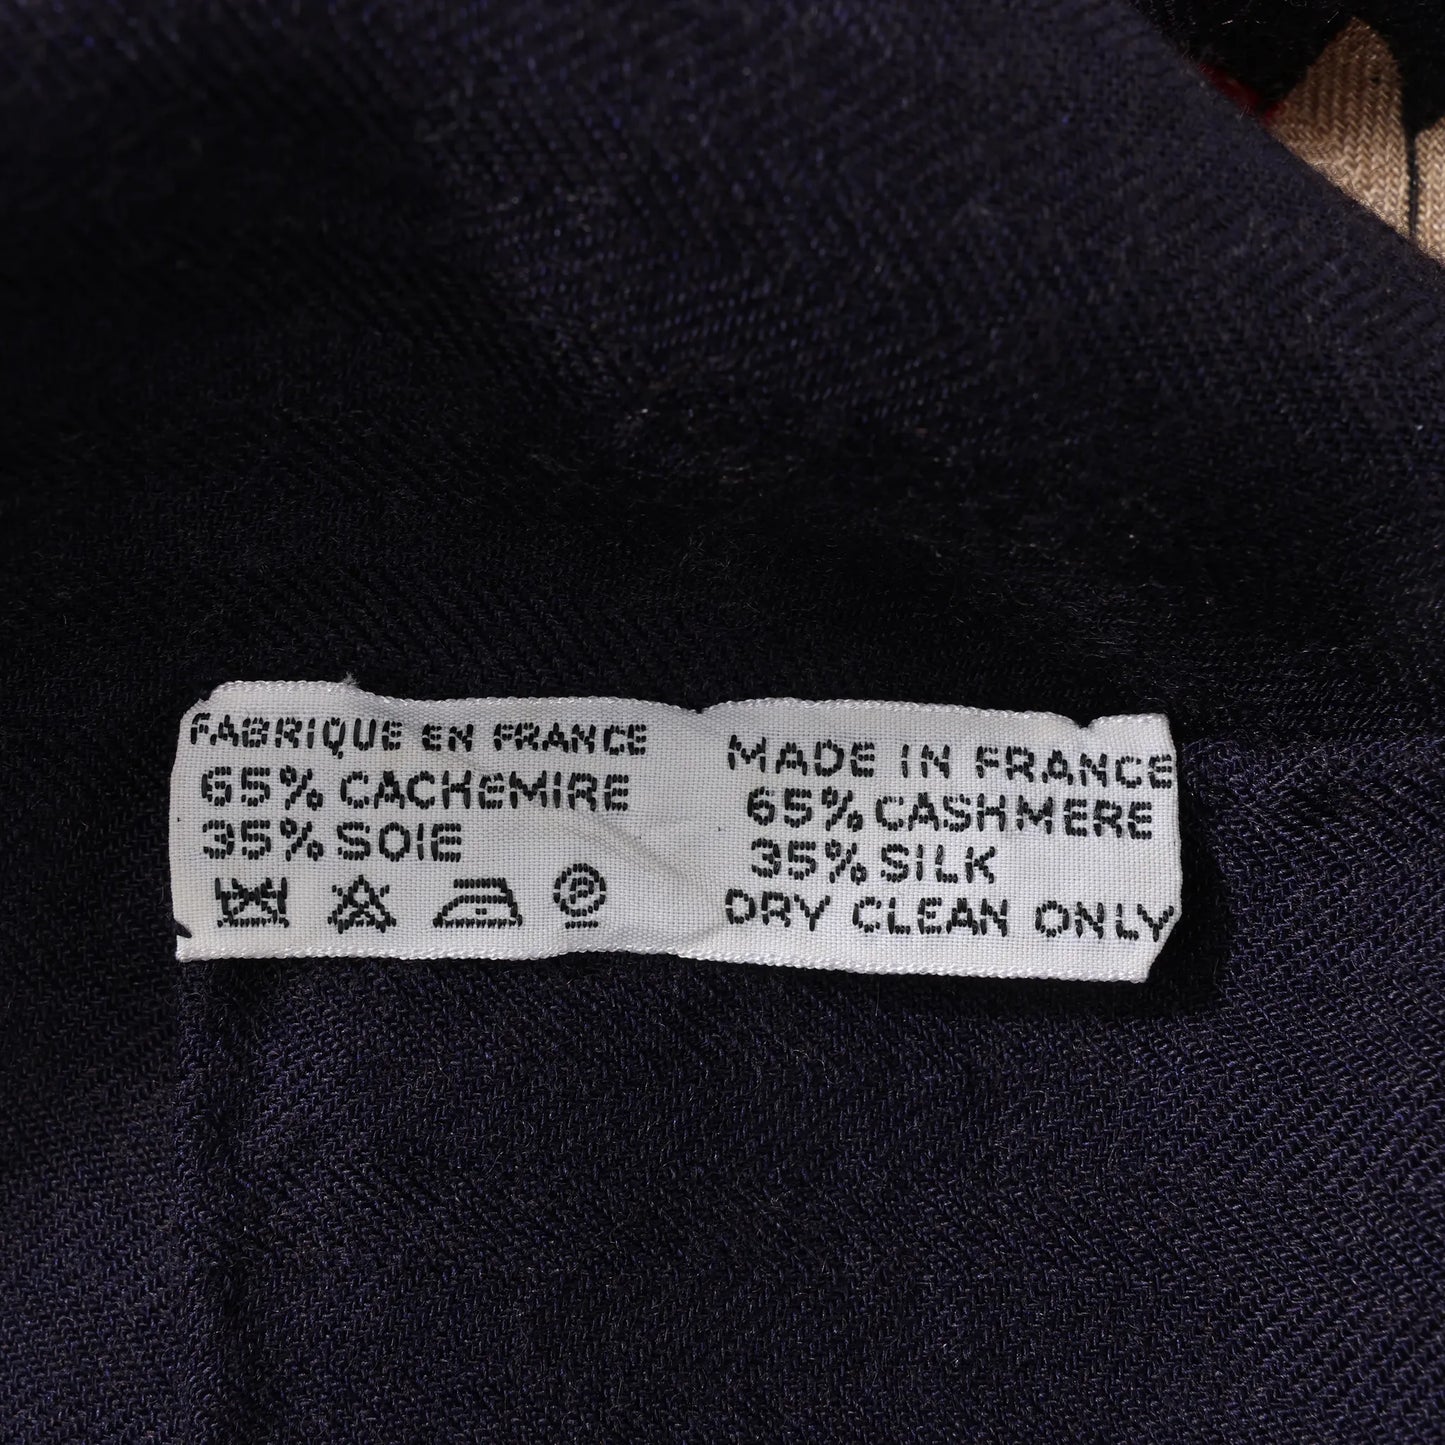 FABRIQUE EN FRANCE
65% CACHEMIRE
35% SOIE
P
MADE IN FRANCE
65% CASHMERE
35% SILK
DRY CLEAN ONLY